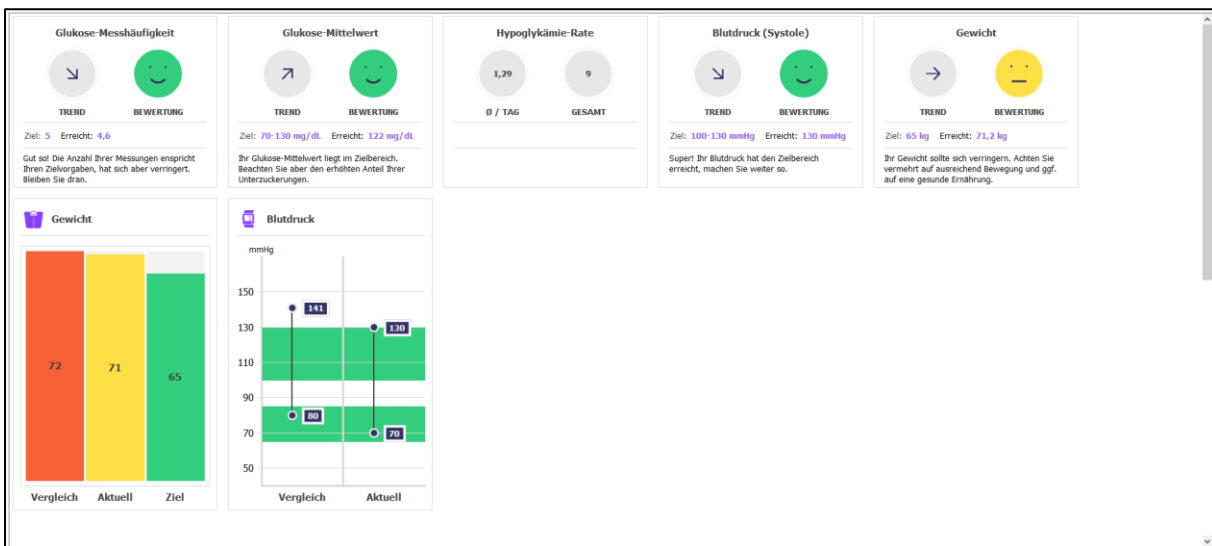 Glukose-Messhäufigkeit
TREND
BEWERTUNG
Ziel: 5 Erreicht: 4,6
Gut so! Die Anzahl Ihrer Messungen enspricht
Ihren Zielvorgaben, hat sich aber verringert.
Bleiben Sie dran.
Glukose-Mittelwert
TREND
BEWERTUNG
Ziel: 70-130 mg/dL Erreicht: 122 mg/dL
Ihr Glukose-Mittelwert liegt im Zielbereich.
Beachten Sie aber den erhöhten Anteil Ihrer
Unterzuckerungen.
Hypoglykämie-Rate
1,29
9
Ø / TAG
GESAMT
Blutdruck (Systole)
TREND
BEWERTUNG
Ziel: 100-130 mmHg Erreicht: 130 mmHg
Super! Ihr Blutdruck hat den Zielbereich
erreicht, machen Sie weiter so.
Gewicht
TREND
BEWERTUNG
Ziel: 65 kg Erreicht: 71,2 kg
Ihr Gewicht sollte sich verringern. Achten Sie
vermehrt auf ausreichend Bewegung und ggf.
auf eine gesunde Ernährung.
Gewicht
72
71
65
Vergleich Aktuell Ziel
Blutdruck
mmHg
150
130
110
90
70
50
141
80
130
70
Vergleich Aktuell